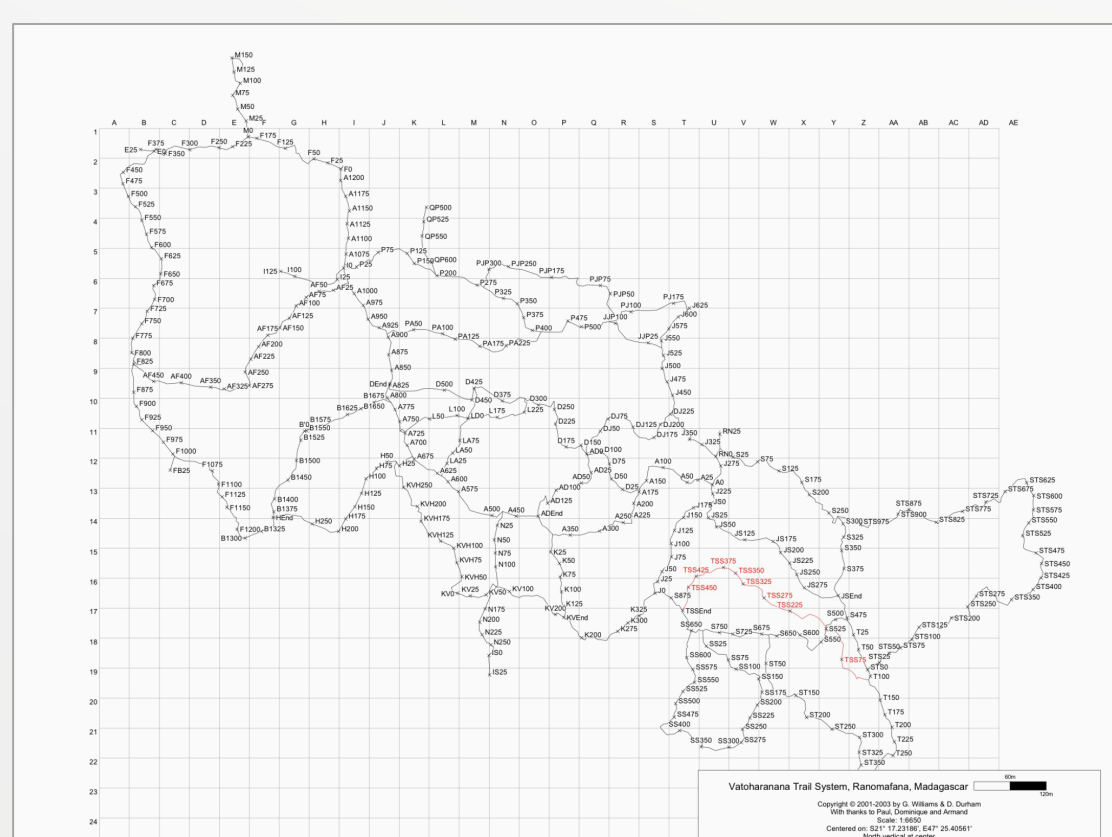 M150
M125
M100
M75
M50
M25
M0
A B C D E F G H I J K L M N O P Q R S T U V W X Y Z AA AB AC AD AE
1
F175
F375 F250 F125
E25 E0 F350 F300 F225
F50
2
F25
F450 F0
F475 A1200
3
F500 A1175
F525 A1150 QP500
4
F550 A1125 QP525
F575 A1100 QP550
5
F600 P75 P125
F625 A1075 P150 QP600
I125 I100 I0 P25 P200 PJP300 PJP250 PJP175
6
F650 I25 PJP75
F675 AF50 AF25 P275
AF75 A1000 P325 PJP50
7
F700 AF100 A975 P350 PJ175
F725 AF125 A950 P375 PJ100 J625
F750 AF175 AF150 A925 PA50 P475 JJP100 J600
8
F775 AF200 A900 PA100 P400 P500 J575
PA125 PA175 PA225 JJP25 J550
F800 AF225 A875 J525
F825
9
AF450 AF400 AF250 A850 J500
AF350 AF325 AF275 J475
F875 DEnd A825 D500 D425 J450
10
B1675 A800 D450 D375 D300
F900 B1625 B1650 A775 L100 L175 L225 D250 DJ225
F925 B'0 B1575 A750 L50 LD0 D225 DJ75
11
F950 B1550 A725 DJ50 DJ125 DJ200
B1525 A700 LA75 D175 D150 DJ175 J350 RN25
F975 LA50 J325
12
F1000 H50 A675 LA25 AD0 D100 RN0 S25
FB25 F1075 B1500 H75 H25 A625 D75 A100 J275 S75
B1450 H100 A600 AD50 AD25 D50 A150 A50 A25 S125
13
F1100 KVH250 A575 AD100 D25 A175 A0 S175
F1125 B1400 H125 AD125 J225 S200
F1150 B1375 H150 KVH200 A500 A450 ADEnd A200 J175 JS0 S250
14
HEnd H175 KVH175 N25 A225 J150 JS25
F1200 B1325 H250 H200 A350 A300 A250 J125 JS50 S300
B1300 KVH125 N50 JS125 S325
15
KVH100 N75 K25 J100 JS175 S350
KVH75 N100 K50 J75 JS200
16
KVH50 K75 J50 JS225 S375
KV0 KV25 KV50 KV100 K100 J25 JS250
K125 J0 S875 JS275 JSEnd
17
N175 KV200 KVEnd K325 TSSEnd S500 S475
N200 K300 SS650 S525
18
N225 K200 K275 S750 S725 S675 S650 S600 S550 T25
N250 SS25
IS0 SS600 SS75 T50
19
IS25 SS575 SS100 ST50 STS0
SS550 SS150 T100
20
SS525 SS175 ST150 T150
SS500 SS200 T175
SS475 SS225 ST200 T200
21
SS400 SS250 ST250 T225
SS350 SS300 SS275 ST300 T250
ST325
22
ST350
23
24
TSS375
TSS425 TSS350
TSS450 TSS325
TSS275
TSS225
TSS75
STS625
STS725 STS675 STS600
STS875 STS775 STS575
STS975 STS900 STS825 STS550
STS525
STS475
STS450
STS425
STS400
STS275 STS350
STS250
STS200
STS125
STS100
STS75
STS50
STS25
60m
Vatoharanana Trail System, Ranomafana, Madagascar
120m
Copyright © 2001-2003 by G. Williams & D. Durham
With thanks to Paul, Dominique and Armand
Scale: 1:6650
Centered on: S21° 17.23186', E47° 25.40561'
North vertical at center